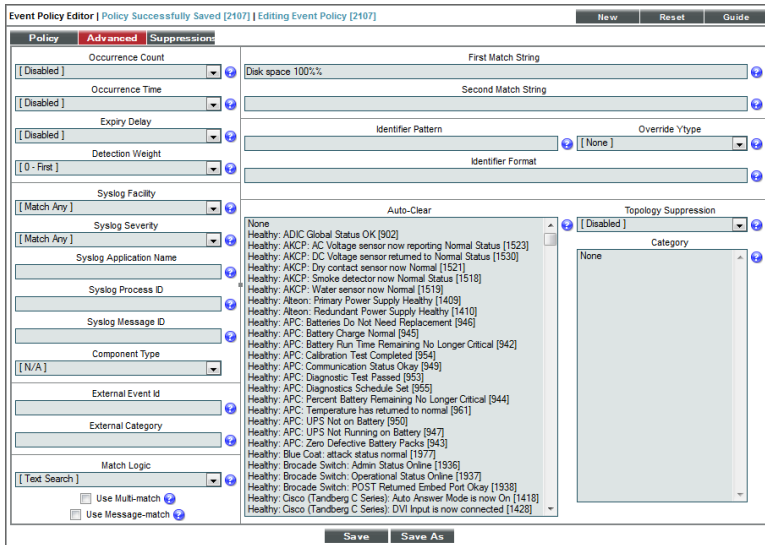 Event Policy Editor | Policy Successfully Saved [2107] | Editing Event Policy [2107]
New
Reset
Guide
Policy
Advanced
Suppressions
Occurrence Count
[ Disabled ]
Occurrence Time
[ Disabled ]
Expiry Delay
[ Disabled ]
Detection Weight
[ 0 - First ]
Syslog Facility
[ Match Any ]
Syslog Severity
[ Match Any ]
Syslog Application Name
Syslog Process ID
Syslog Message ID
Component Type
[ N/A ]
External Event Id
External Category
Match Logic
[ Text Search ]
Use Multi-match
Use Message-match
First Match String
Disk space 100%%
Second Match String
Identifier Pattern
Override Ytype
[ None ]
Identifier Format
Auto-Clear
None
Healthy: ADIC Global Status OK [902]
Healthy: AKCP: AC Voltage sensor now reporting Normal Status [1523]
Healthy: AKCP: DC Voltage sensor returned to Normal Status [1530]
Healthy: AKCP: Dry contact sensor now Normal [1521]
Healthy: AKCP: Smoke detector now Normal Status [1518]
Healthy: AKCP: Water sensor now Normal [1519]
Healthy: Alteon: Primary Power Supply Healthy [1409]
Healthy: Alteon: Redundant Power Supply Healthy [1410]
Healthy: APC: Batteries Do Not Need Replacement [946]
Healthy: APC: Battery Charge Normal [945]
Healthy: APC: Battery Run Time Remaining No Longer Critical [942]
Healthy: APC: Calibration Test Completed [954]
Healthy: APC: Communication Status Okay [949]
Healthy: APC: Diagnostic Test Passed [953]
Healthy: APC: Diagnostics Schedule Set [955]
Healthy: APC: Percent Battery Remaining No Longer Critical [944]
Healthy: APC: Temperature has returned to normal [961]
Healthy: APC: UPS Not on Battery [950]
Healthy: APC: UPS Not Running on Battery [947]
Healthy: APC: Zero Defective Battery Packs [943]
Healthy: Blue Coat: attack status normal [1977]
Healthy: Brocade Switch: Admin Status Online [1936]
Healthy: Brocade Switch: Operational Status Online [1937]
Healthy: Brocade Switch: POST Returned Embed Port Okay [1938]
Healthy: Cisco (Tandberg C Series): Auto Answer Mode is now On [1418]
Healthy: Cisco (Tandberg C Series): DVI Input is now connected [1428]
Topology Suppression
[ Disabled ]
Category
None
Save
Save As